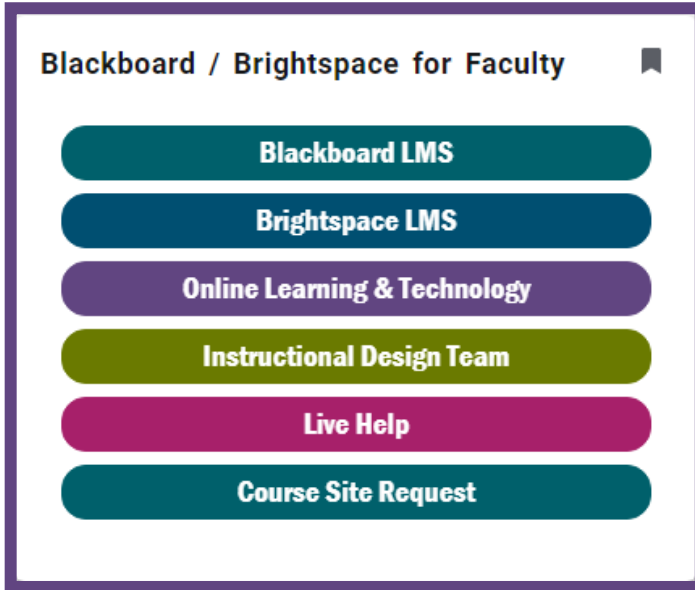 Blackboard / Brightspace for Faculty
Blackboard LMS
Brightspace LMS
Online Learning & Technology
Instructional Design Team
Live Help
Course Site Request